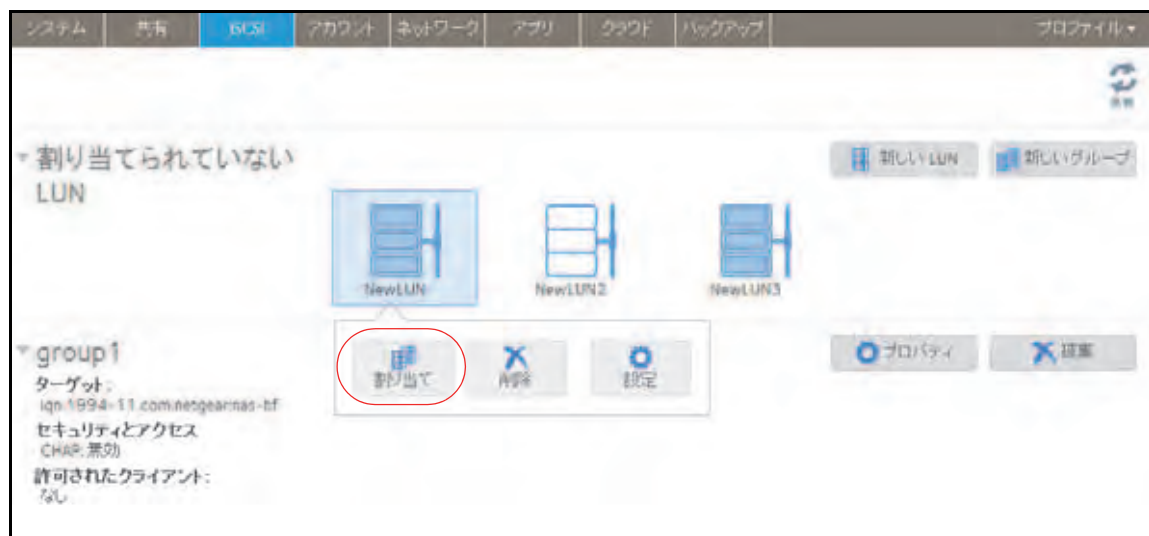 システム 共有 iSCSI アカウント ネットワーク アプリ クラウド バックアップ プロファイル
割り当てられていない
LUN
新しい LUN 新しいグループ
NewLUN NewLUN2 NewLUN3
割り当て 削除 設定
group1
プロパティ 破棄
ターゲット:
iqn.1994-11.com.netgear:nas-bf
セキュリティとアクセス
CHAP: 無効
許可されたクライアント:
なし